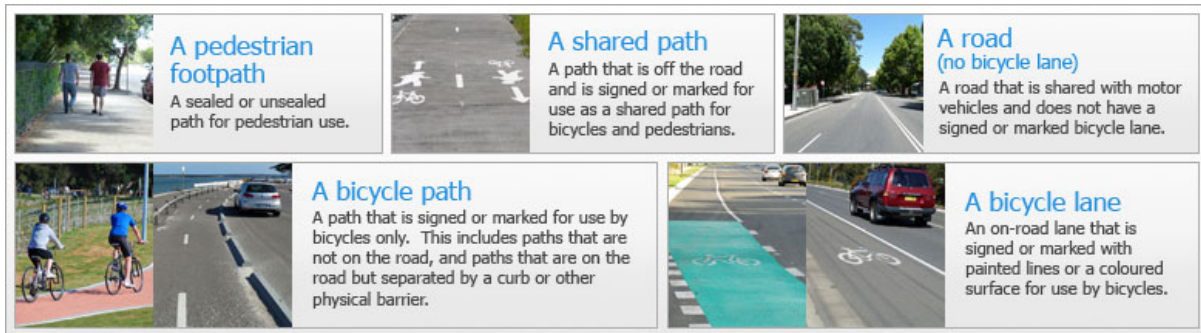 A pedestrian
footpath
A sealed or unsealed
path for pedestrian use.
A shared path
A path that is off the road
and is signed or marked for
use as a shared path for
bicycles and pedestrians.
A road
(no bicycle lane)
A road that is shared with motor
vehicles and does not have a
signed or marked bicycle lane.
A bicycle path
A path that is signed or marked for use by
bicycles only.  This includes paths that are
not on the road, and paths that are on the
road but separated by a curb or other
physical barrier.
A bicycle lane
An on-road lane that is
signed or marked with
painted lines or a coloured
surface for use by bicycles.